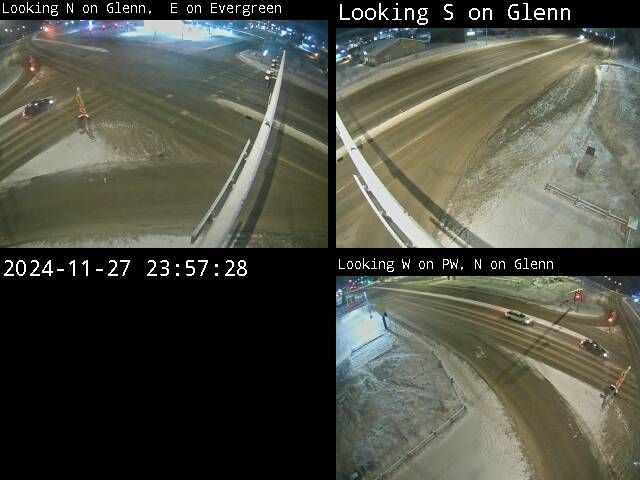 Looking N on Glenn,  E on Evergreen
Looking S on Glenn
2024-11-27 23:57:28
Looking W on PW, N on Glenn